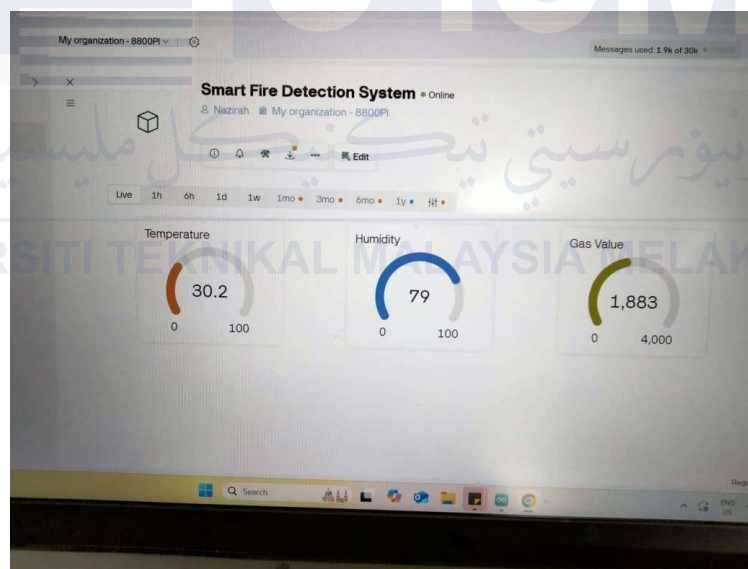 My organization - 8800PI
Messages used: 1.9k of 30k
Smart Fire Detection System Online
Nazirah My organization - 8800PI
Edit
Live 1h 6h 1d 1w 1mo 3mo 6mo 1y
Temperature
30.2
0 100
Humidity
79
0 100
Gas Value
1,883
0 4,000
Search
ENG
US